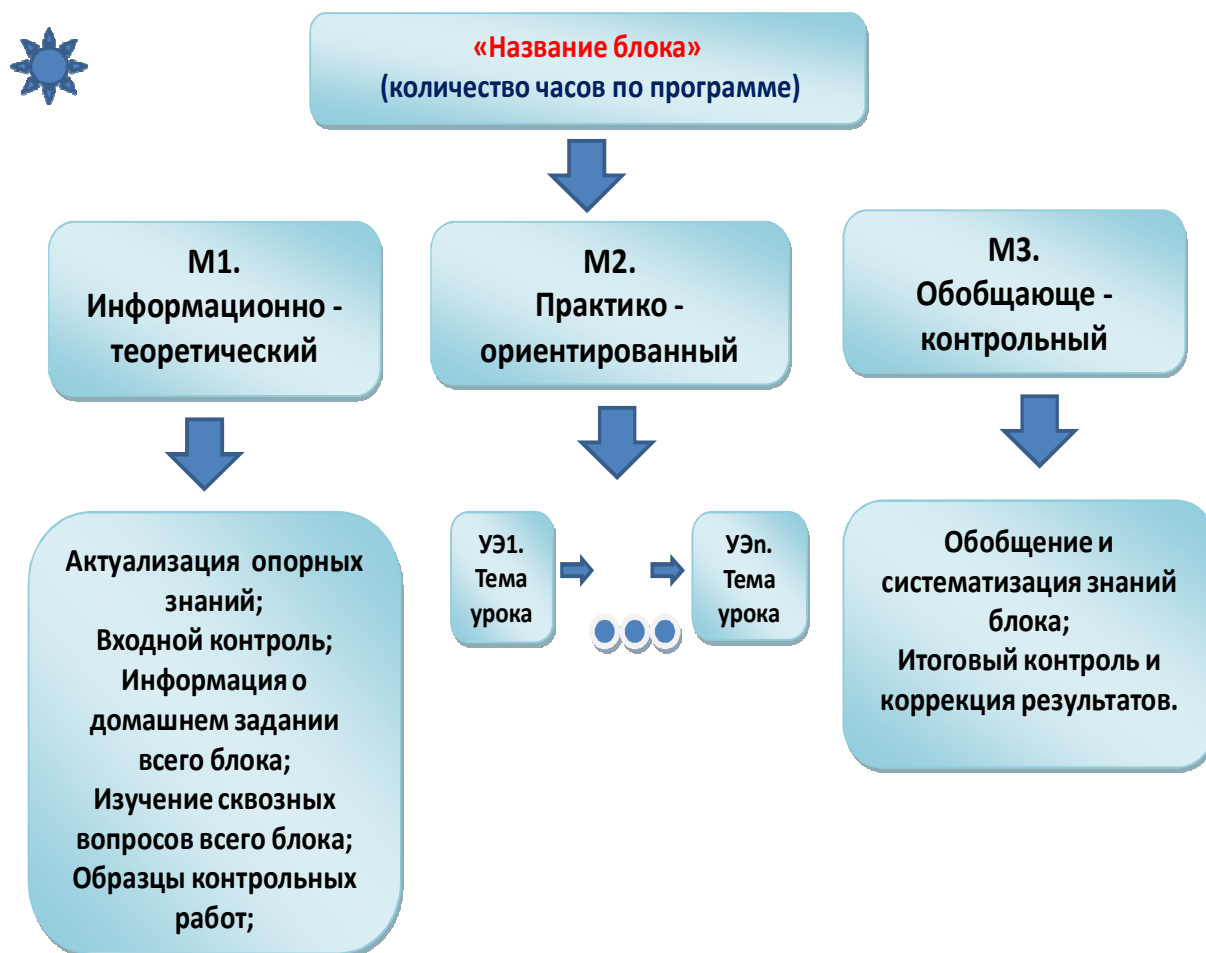 «Название блока»
(количество часов по программе)
М1.
Информационно -
теоретический
М2.
Практико -
ориентированный
М3.
Обобщающе -
контрольный
Актуализация опорных
знаний;
Входной контроль;
Информация о
домашнем задании
всего блока;
Изучение сквозных
вопросов всего блока;
Образцы контрольных
работ;
УЭ1.
Тема
урока
УЭn.
Тема
урока
Обобщение и
систематизация знаний
блока;
Итоговый контроль и
коррекция результатов.